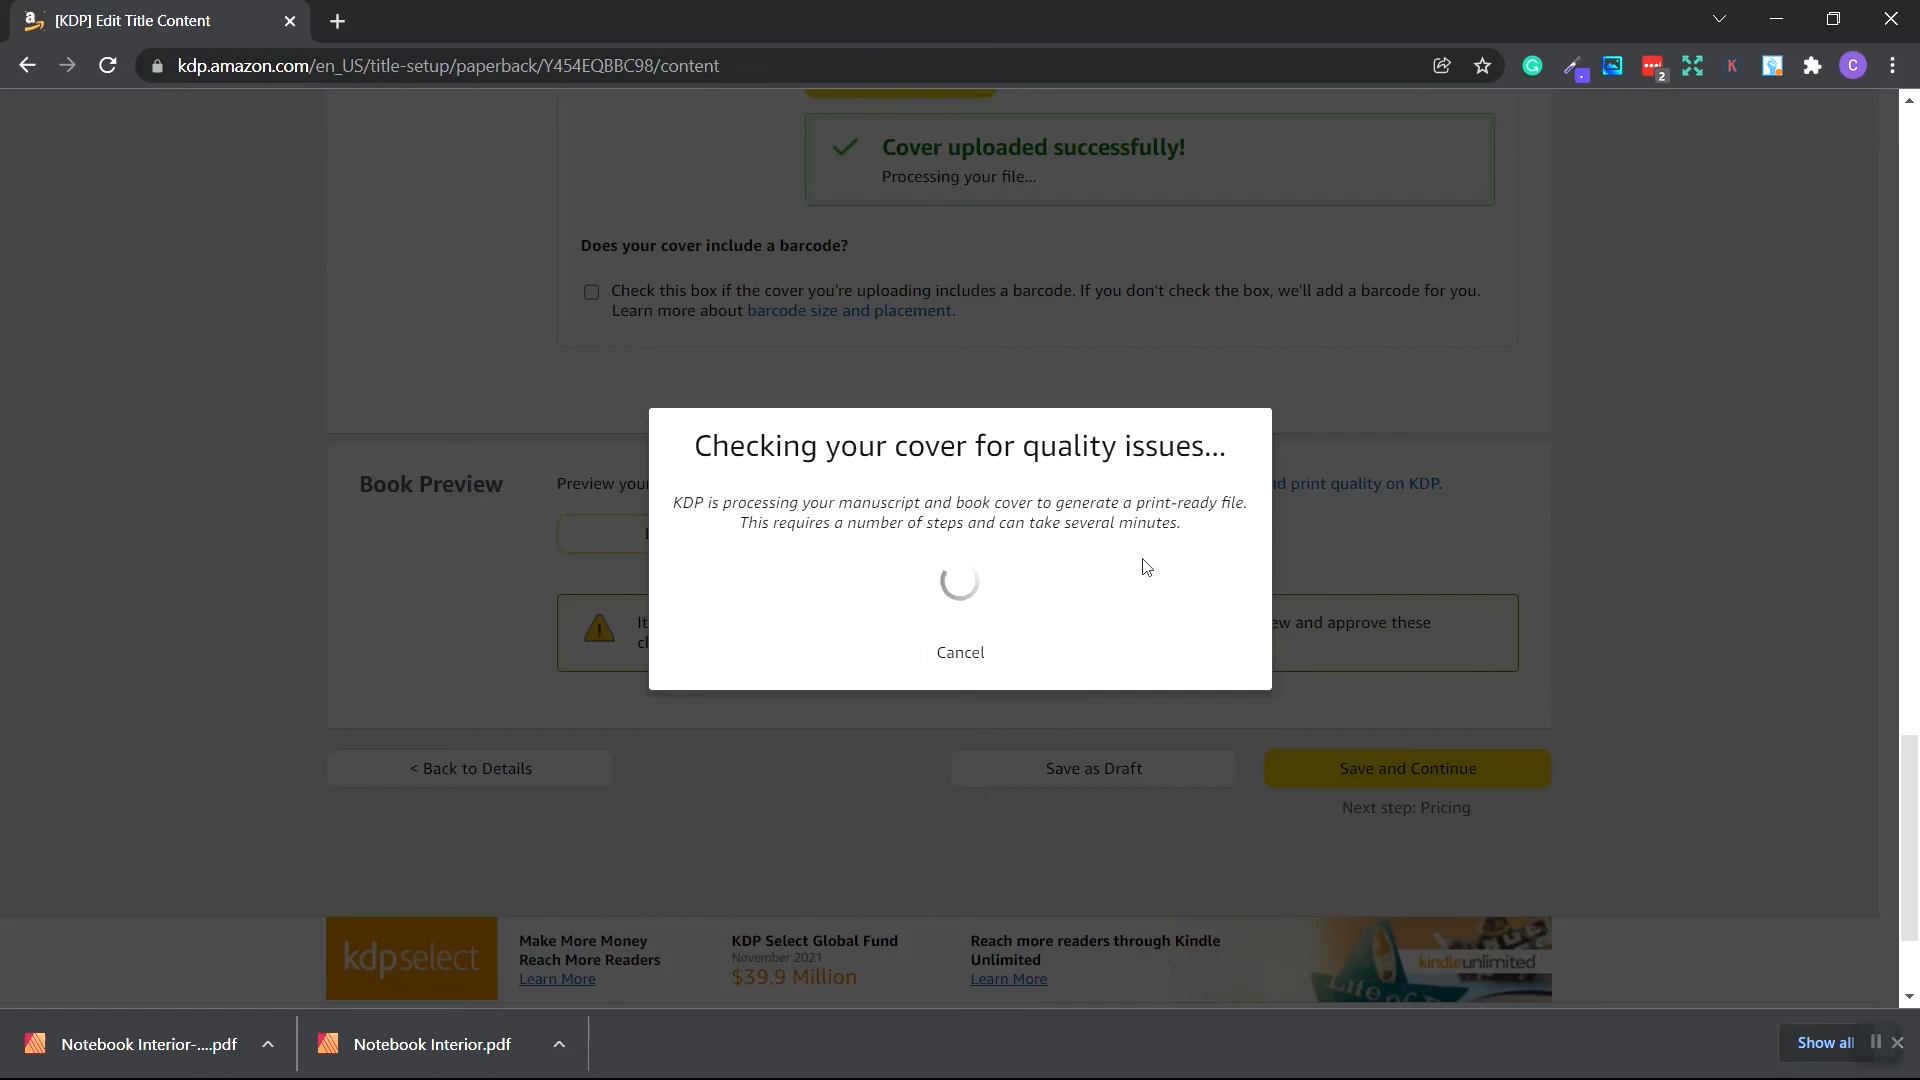 [KDP] Edit Title Content
kdp.amazon.com/en_US/title-setup/paperback/Y454EQBBC98/content
2
K
C
Cover uploaded successfully!
Processing your file...
Does your cover include a barcode?
Check this box if the cover you're uploading includes a barcode. If you don't check the box, we'll add a barcode for you.
Learn more about barcode size and placement.
Checking your cover for quality issues...
KDP is processing your manuscript and book cover to generate a print-ready file.
This requires a number of steps and can take several minutes.
Cancel
Book Preview
Preview your
nd print quality on KDP.
It
ew and approve these
< Back to Details
Save as Draft
Save and Continue
Next step: Pricing
kdpselect
Make More Money
Reach More Readers
Learn More
KDP Select Global Fund
November 2021
$39.9 Million
Reach more readers through Kindle
Unlimited
Learn More
kindleunlimited
Life of
Notebook Interior-....pdf
Notebook Interior.pdf
Show all